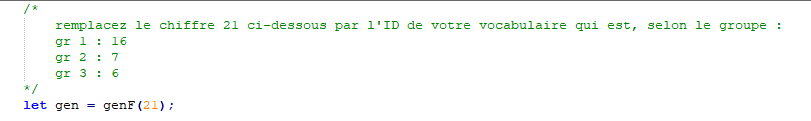 /*
remplacez le chiffre 21 ci-dessous par l'ID de votre vocabulaire qui est, selon le groupe :
gr 1 : 16
gr 2 : 7
gr 3 : 6
*/
let gen = genF(21);